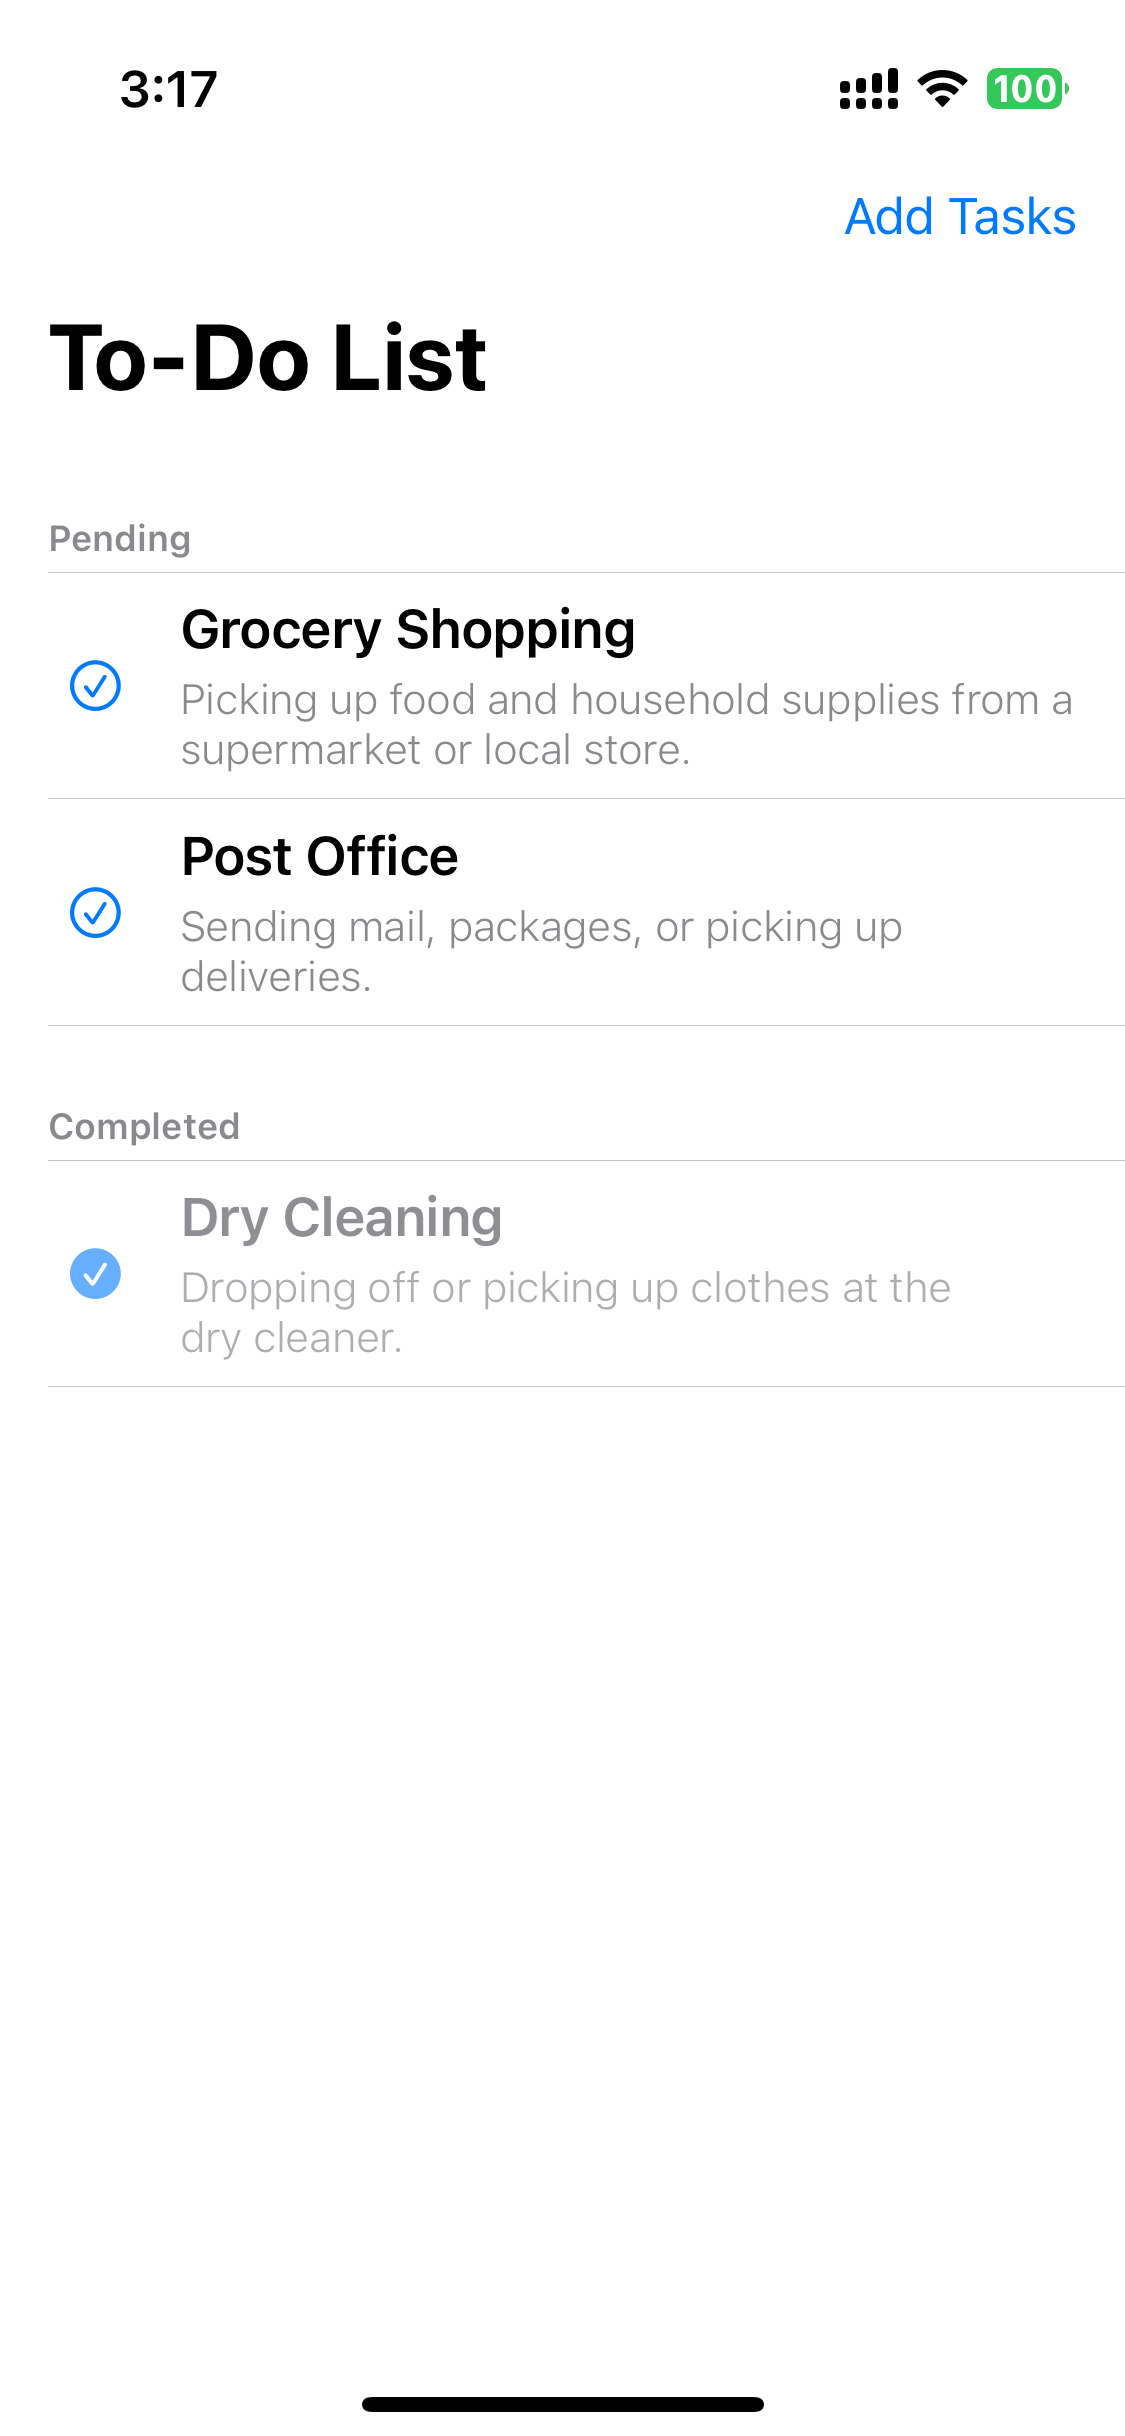 3:17
100
Add Tasks
To-Do List
Pending
Grocery Shopping
Picking up food and household supplies from a
supermarket or local store.
Post Office
Sending mail, packages, or picking up
deliveries.
Completed
Dry Cleaning
Dropping off or picking up clothes at the
dry cleaner.